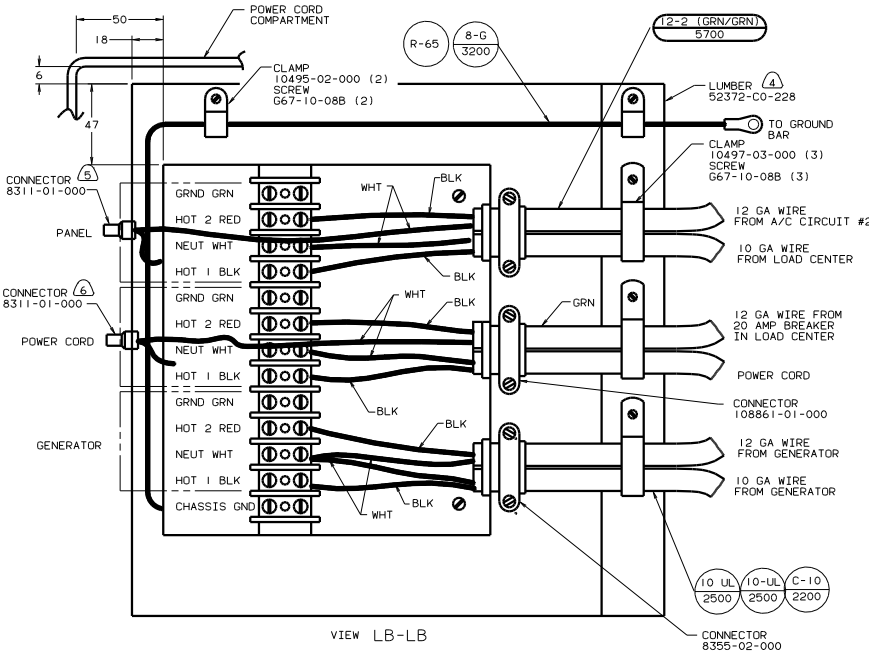 50
POWER CORD
COMPARTMENT
18
6
47
CLAMP
10495-02-000 (2)
SCREW
G67-10-08B (2)
R-65
8-G
3200
12-2 (GRN/GRN)
5700
LUMBER 4
52372-C0-228
TO GROUND
BAR
CLAMP
10497-03-000 (3)
SCREW
G67-10-08B (3)
CONNECTOR 5
8311-01-000
PANEL
GRND GRN
HOT 2 RED
NEUT WHT
HOT 1 BLK
WHT
BLK
BLK
12 GA WIRE
FROM A/C CIRCUIT #2
10 GA WIRE
FROM LOAD CENTER
CONNECTOR 6
8311-01-000
POWER CORD
GRND GRN
HOT 2 RED
NEUT WHT
HOT 1 BLK
WHT
BLK
GRN
BLK
12 GA WIRE FROM
20 AMP BREAKER
IN LOAD CENTER
POWER CORD
CONNECTOR
108861-01-000
GENERATOR
GRND GRN
HOT 2 RED
NEUT WHT
HOT 1 BLK
CHASSIS GND
BLK
BLK
WHT
12 GA WIRE
FROM GENERATOR
10 GA WIRE
FROM GENERATOR
10 UL
2500
10-UL
2500
C-10
2200
CONNECTOR
8355-02-000
VIEW LB-LB